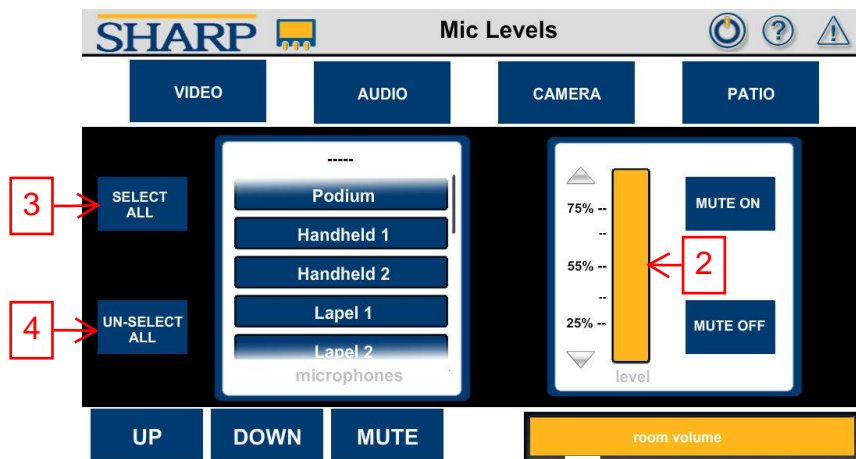 SHARP
Mic Levels
?
!
VIDEO
AUDIO
CAMERA
PATIO
3
SELECT
ALL
4
UN-SELECT
ALL
-----
Podium
Handheld 1
Handheld 2
Lapel 1
Lapel 2
microphones
75% --
--
55% --
--
25% --
level
2
MUTE ON
MUTE OFF
UP
DOWN
MUTE
room volume